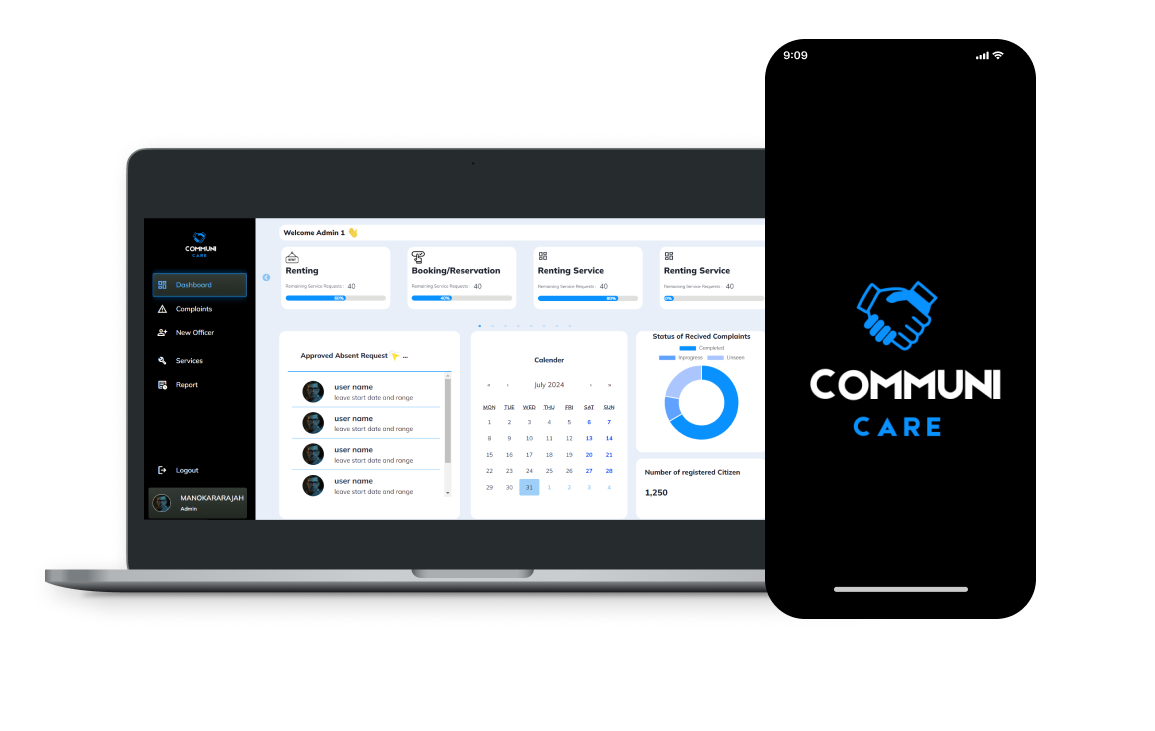 9:09
COMMUNI
CARE
COMMUNI
CARE
Dashboard
Complaints
New Officer
Services
Report
Logout
MANOKARARAJAH
Admin
Welcome Admin 1
Renting
Remaining Service Requests : 40
60%
Booking/Reservation
Remaining Service Requests : 40
40%
Renting Service
Remaining Service Requests : 40
80%
Renting Service
Remaining Service Requests : 40
0%
Approved Absent Request ...
user name
leave start date and range
user name
leave start date and range
user name
leave start date and range
user name
leave start date and range
Calender
« ‹ July 2024 › »
MON TUE WED THU FRI SAT SUN
1 2 3 4 5 6 7
8 9 10 11 12 13 14
15 16 17 18 19 20 21
22 23 24 25 26 27 28
29 30 31 1 2 3 4
Status of Recived Complaints
Completed
Inprogress Unseen
Number of registered Citizen
1,250